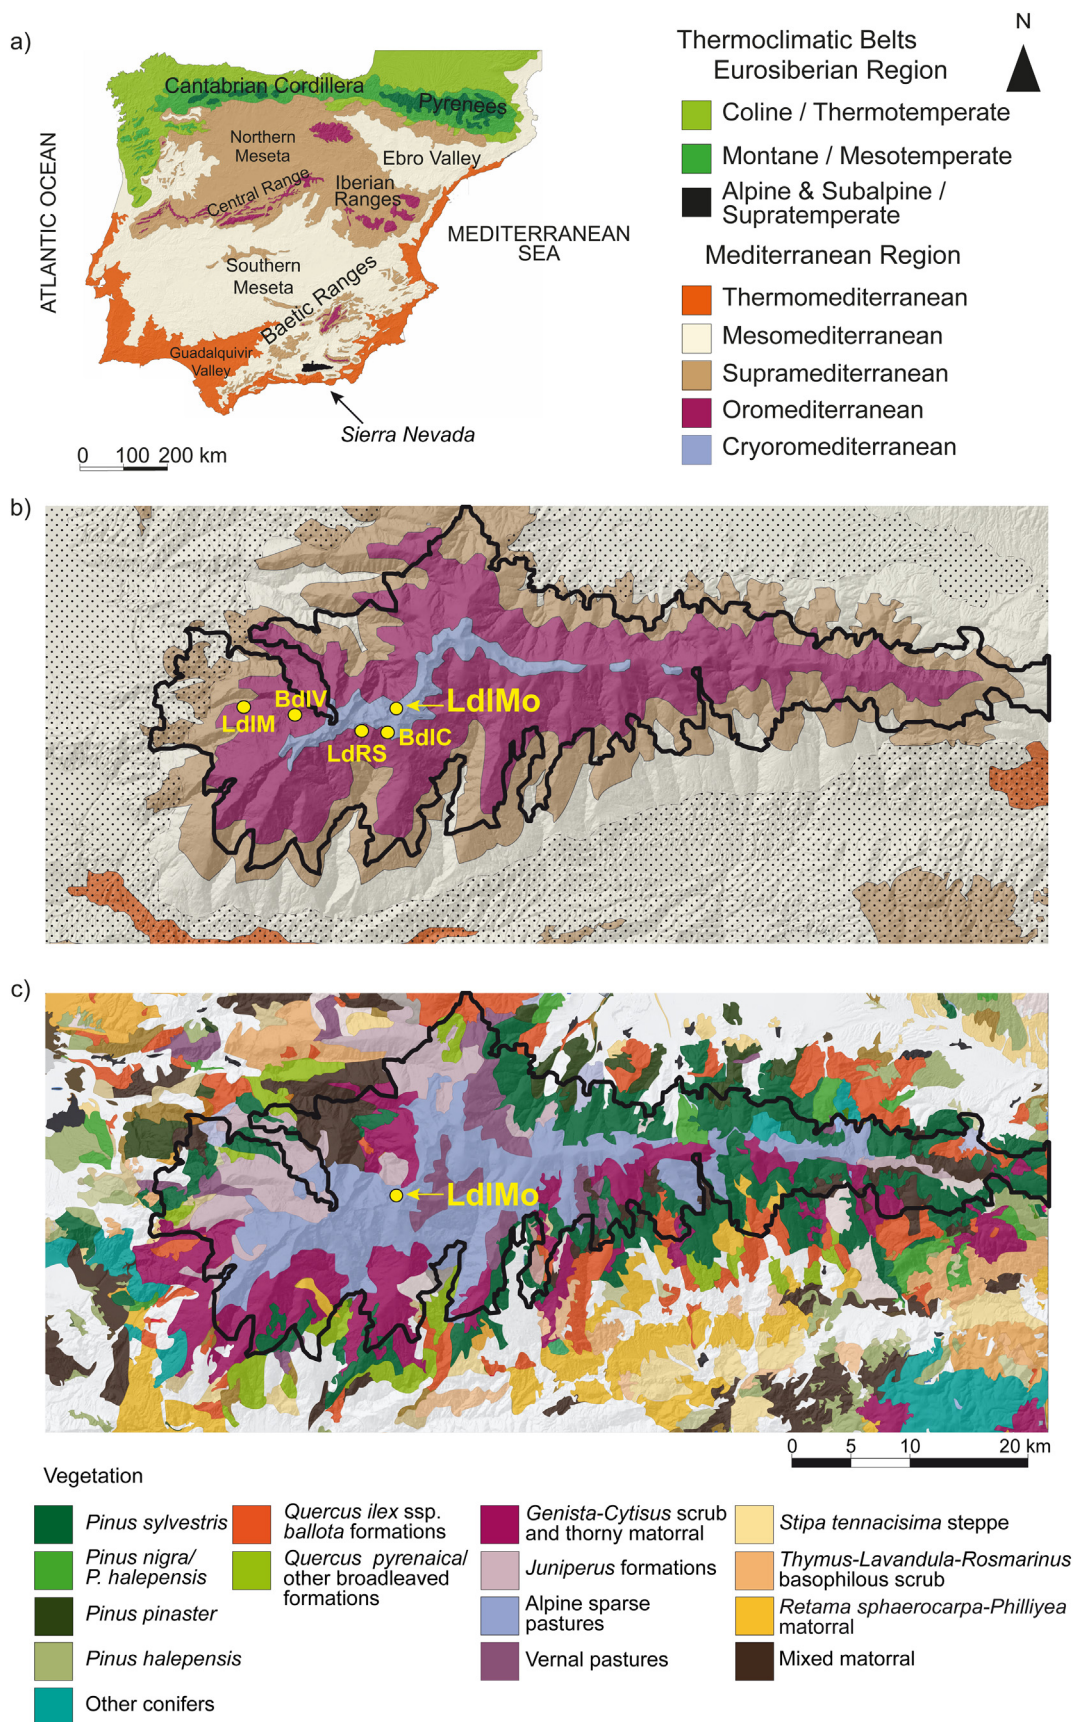 a)
N
Thermoclimatic Belts
Eurosiberian Region
Coline / Thermotemperate
Montane / Mesotemperate
Alpine & Subalpine /
Supratemperate
Mediterranean Region
Thermomediterranean
Mesomediterranean
Supramediterranean
Oromediterranean
Cryoromediterranean
Cantabrian Cordillera
Pyrenees
Northern
Meseta
Ebro Valley
Central Range
Iberian
Ranges
ATLANTIC OCEAN
MEDITERRANEAN
SEA
Southern
Meseta
Baetic Ranges
Guadalquivir
Valley
Sierra Nevada
0 100 200 km
b)
BdlV
LdlMo
LdlM
BdlC
LdRS
c)
LdlMo
0 5 10 20 km
Vegetation
Pinus sylvestris
Pinus nigra/
P. halepensis
Pinus pinaster
Pinus halepensis
Other conifers
Quercus ilex ssp.
ballota formations
Quercus pyrenaica/
other broadleaved
formations
Genista-Cytisus scrub
and thorny matorral
Juniperus formations
Alpine sparse
pastures
Vernal pastures
Stipa tennacisima steppe
Thymus-Lavandula-Rosmarinus
basophilous scrub
Retama sphaerocarpa-Philliyea
matorral
Mixed matorral